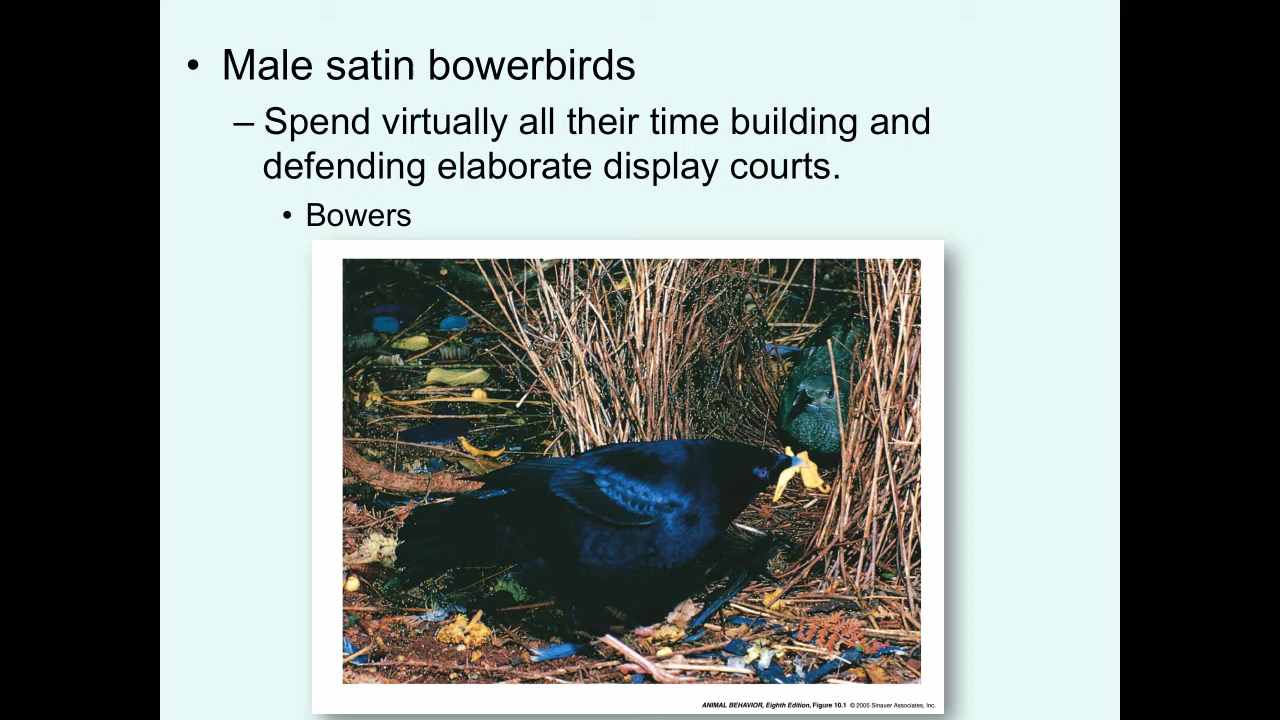 • Male satin bowerbirds
– Spend virtually all their time building and
defending elaborate display courts.
• Bowers
ANIMAL BEHAVIOR, Eighth Edition, Figure 10.1 © 2005 Sinauer Associates, Inc.